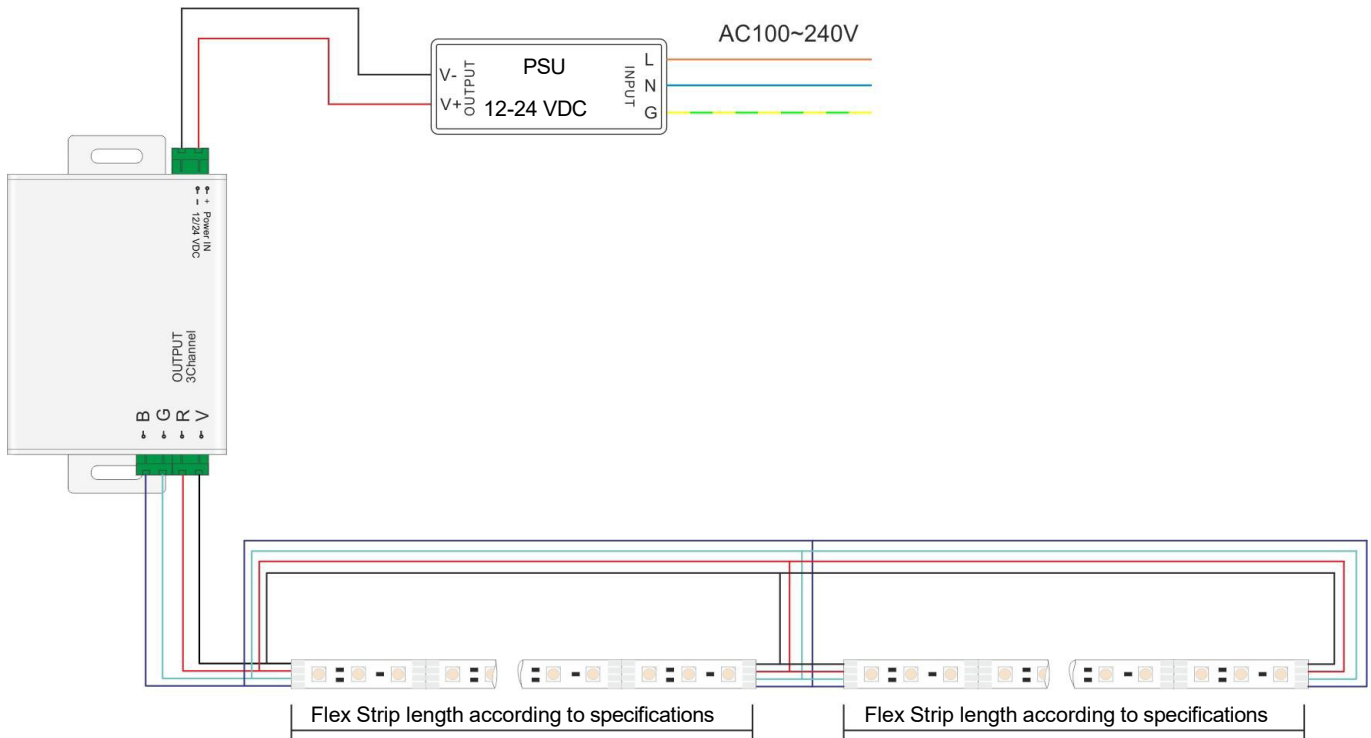 AC100~240V
V-
V+
OUTPUT
PSU
12-24 VDC
INPUT
L
N
G
+ Power IN
- 12/24 VDC
OUTPUT
3Channel
B G R V
Flex Strip length according to specifications
Flex Strip length according to specifications